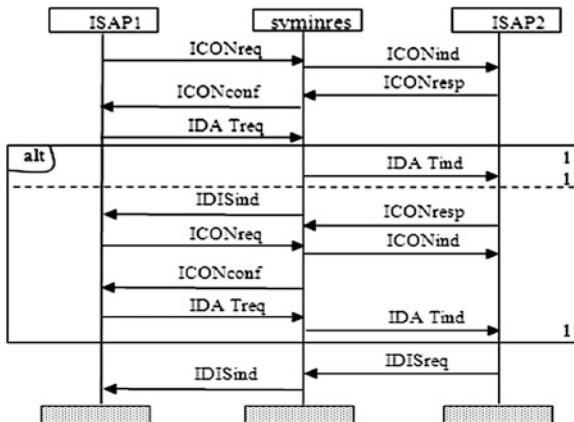 ISAP1 syminres ISAP2
ICONreq
ICONind
ICONresp
ICONconf
IDA Treq
alt 1
IDA Tind 1
IDISind
ICONresp
ICONreq
ICONind
ICONconf
IDA Treq
IDA Tind 1
IDISreq
IDISind